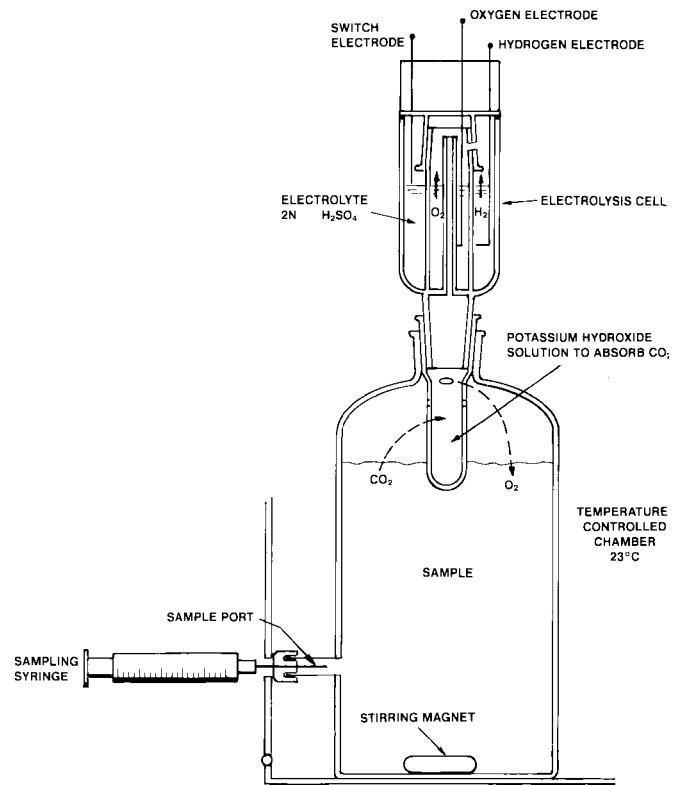 SWITCH
ELECTRODE
OXYGEN ELECTRODE
HYDROGEN ELECTRODE
ELECTROLYTE
2N H₂SO₄
O₂
H₂
ELECTROLYSIS CELL
POTASSIUM HYDROXIDE
SOLUTION TO ABSORB CO₂
CO₂
O₂
TEMPERATURE
CONTROLLED
CHAMBER
23°C
SAMPLE
SAMPLE PORT
SAMPLING
SYRINGE
STIRRING MAGNET